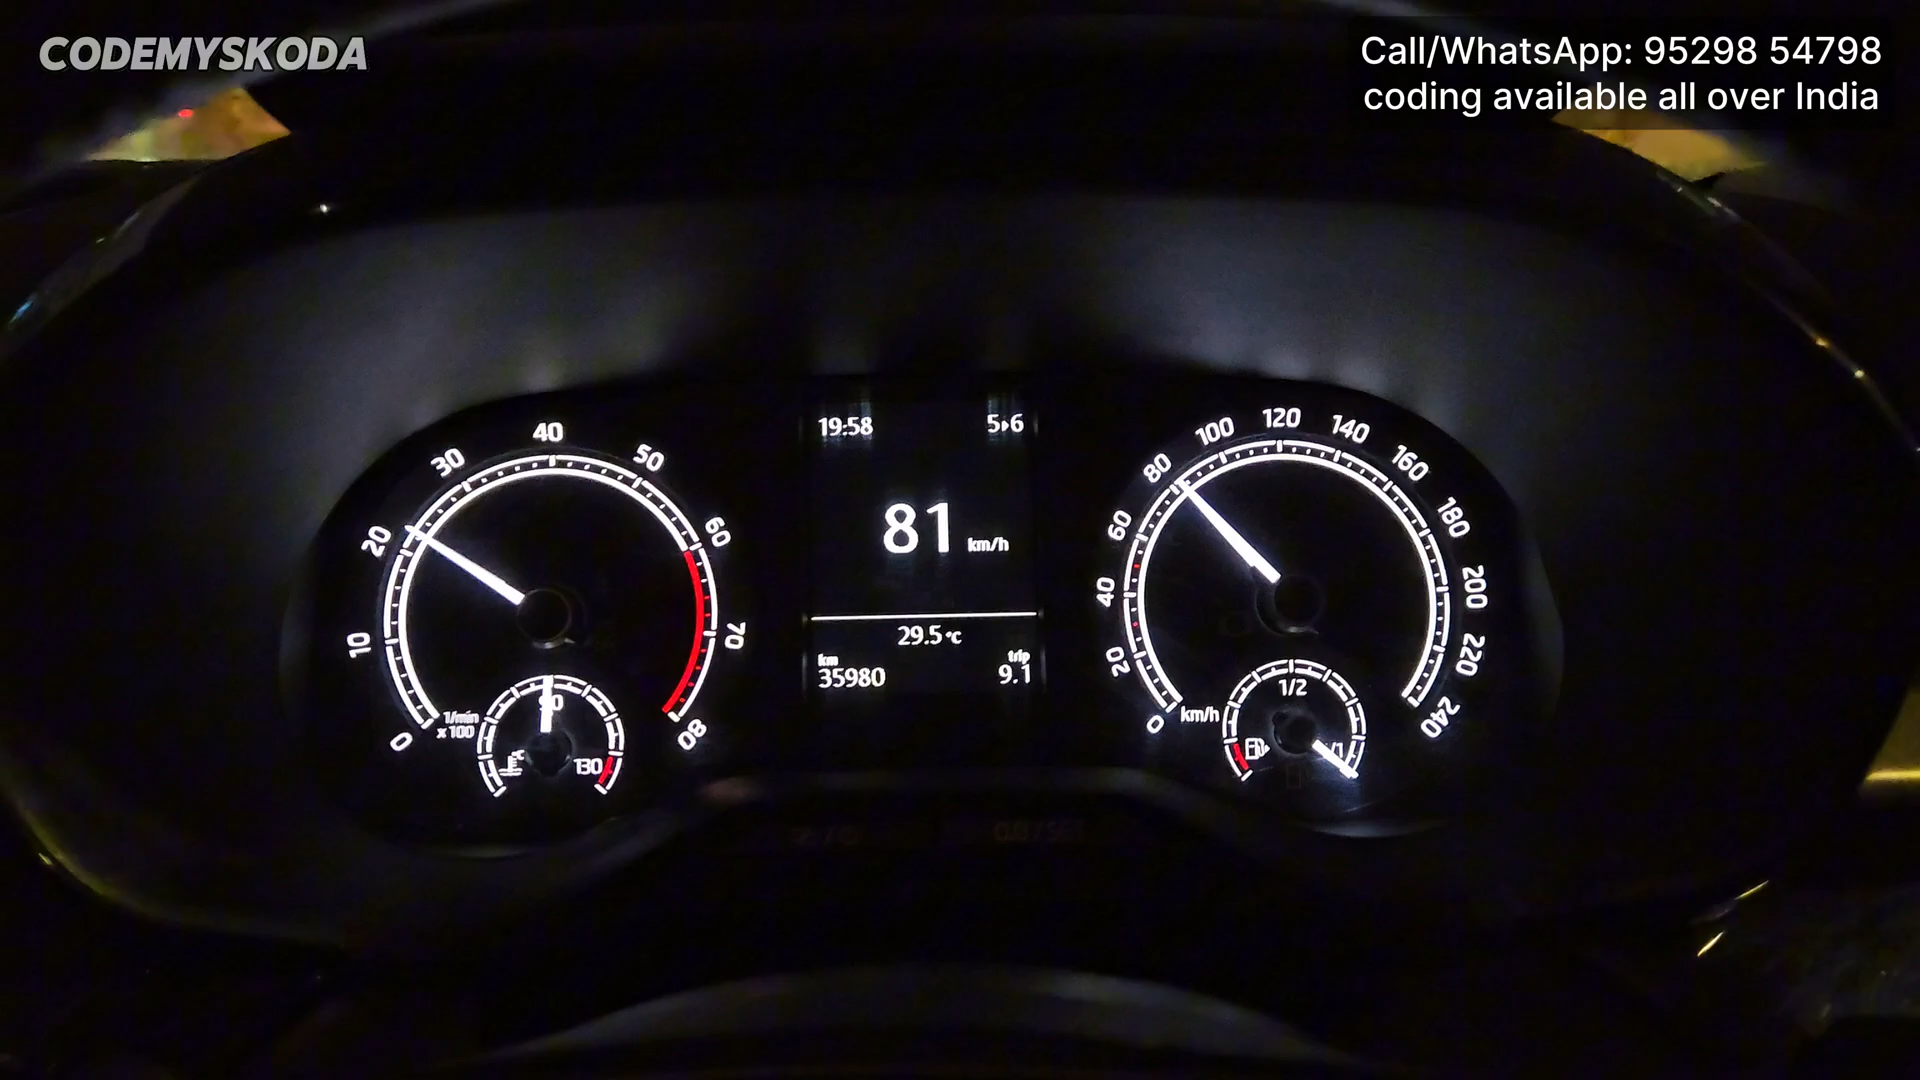 CODEMYSKODA
Call/WhatsApp: 95298 54798
coding available all over India
19:58 5▸6
81 km/h
29.5°C
km trip
35980 9.1
0 10 20 30 40 50 60 70 80
1/min
x 100
90
130
0 20 40 60 80 100 120 140 160 180 200 220 240
km/h
1/2
1/1